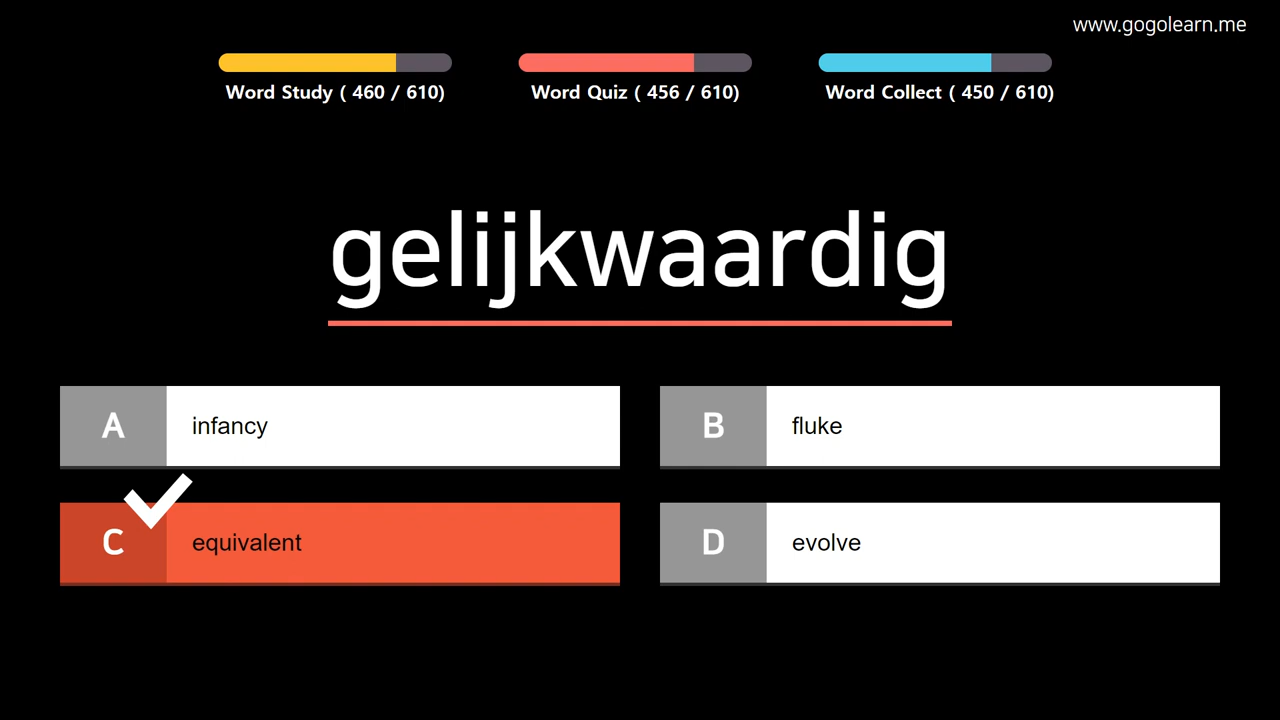 www.gogolearn.me
Word Study ( 460 / 610)
Word Quiz ( 456 / 610)
Word Collect ( 450 / 610)
gelijkwaardig
A infancy
B fluke
C equivalent
D evolve